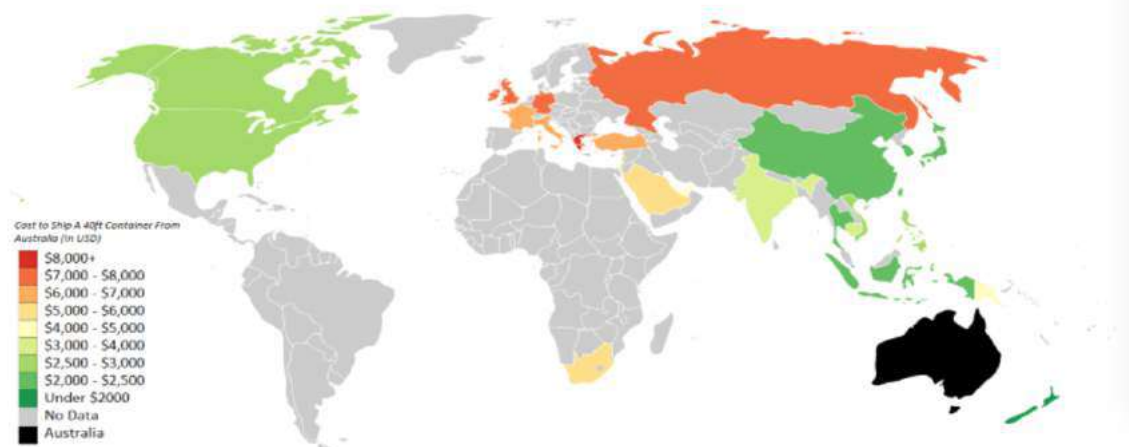 Cost to Ship A 40ft Container From
Australia (In USD)
$8,000+
$7,000 - $8,000
$6,000 - $7,000
$5,000 - $6,000
$4,000 - $5,000
$3,000 - $4,000
$2,500 - $3,000
$2,000 - $2,500
Under $2000
No Data
Australia